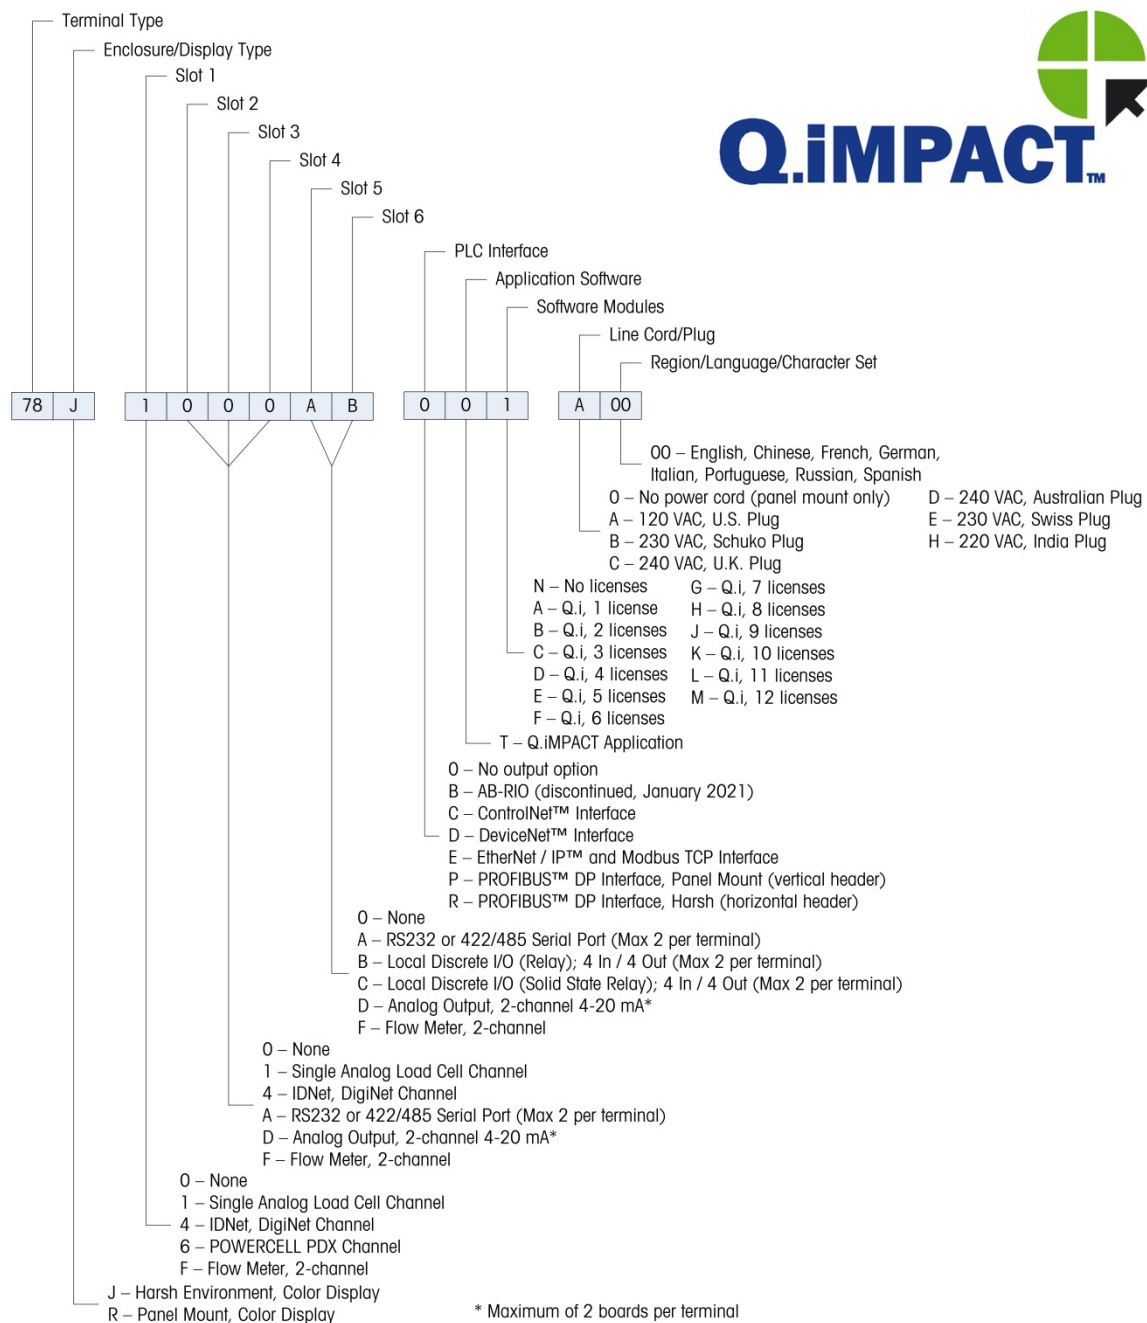 Terminal Type
Enclosure/Display Type
Slot 1
Slot 2
Slot 3
Slot 4
Slot 5
Slot 6
Q.iMPACT™
PLC Interface
Application Software
Software Modules
Line Cord/Plug
Region/Language/Character Set
78 J 1 0 0 0 A B 0 0 1 A 00
00 – English, Chinese, French, German,
Italian, Portuguese, Russian, Spanish
0 – No power cord (panel mount only)
A – 120 VAC, U.S. Plug
B – 230 VAC, Schuko Plug
C – 240 VAC, U.K. Plug
D – 240 VAC, Australian Plug
E – 230 VAC, Swiss Plug
H – 220 VAC, India Plug
N – No licenses
A – Q.i, 1 license
B – Q.i, 2 licenses
C – Q.i, 3 licenses
D – Q.i, 4 licenses
E – Q.i, 5 licenses
F – Q.i, 6 licenses
G – Q.i, 7 licenses
H – Q.i, 8 licenses
J – Q.i, 9 licenses
K – Q.i, 10 licenses
L – Q.i, 11 licenses
M – Q.i, 12 licenses
T – Q.iMPACT Application
0 – No output option
B – AB-RIO (discontinued, January 2021)
C – ControlNet™ Interface
D – DeviceNet™ Interface
E – EtherNet / IP™ and Modbus TCP Interface
P – PROFIBUS™ DP Interface, Panel Mount (vertical header)
R – PROFIBUS™ DP Interface, Harsh (horizontal header)
0 – None
A – RS232 or 422/485 Serial Port (Max 2 per terminal)
B – Local Discrete I/O (Relay); 4 In / 4 Out (Max 2 per terminal)
C – Local Discrete I/O (Solid State Relay); 4 In / 4 Out (Max 2 per terminal)
D – Analog Output, 2-channel 4-20 mA*
F – Flow Meter, 2-channel
0 – None
1 – Single Analog Load Cell Channel
4 – IDNet, DigiNet Channel
A – RS232 or 422/485 Serial Port (Max 2 per terminal)
D – Analog Output, 2-channel 4-20 mA*
F – Flow Meter, 2-channel
0 – None
1 – Single Analog Load Cell Channel
4 – IDNet, DigiNet Channel
6 – POWERCELL PDX Channel
F – Flow Meter, 2-channel
J – Harsh Environment, Color Display
R – Panel Mount, Color Display
* Maximum of 2 boards per terminal